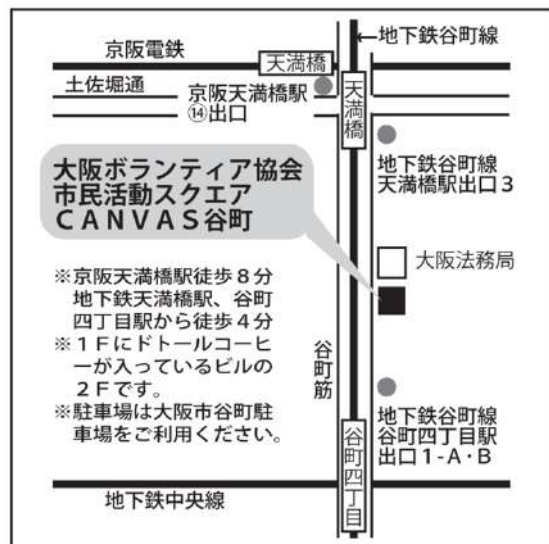 地下鉄谷町線
京阪電鉄
天満橋
土佐堀通
京阪天満橋駅
⑭出口
天満橋
地下鉄谷町線
天満橋駅出口3
大阪ボランティア協会
市民活動スクエア
CANVAS谷町
大阪法務局
※京阪天満橋駅徒歩8分
地下鉄天満橋駅、谷町
四丁目駅から徒歩4分
※1Fにドトールコーヒ
ーが入っているビルの
2Fです。
※駐車場は大阪市谷町駐
車場をご利用ください。
谷町筋
地下鉄谷町線
谷町四丁目駅
出口1-A・B
谷町四丁目
地下鉄中央線